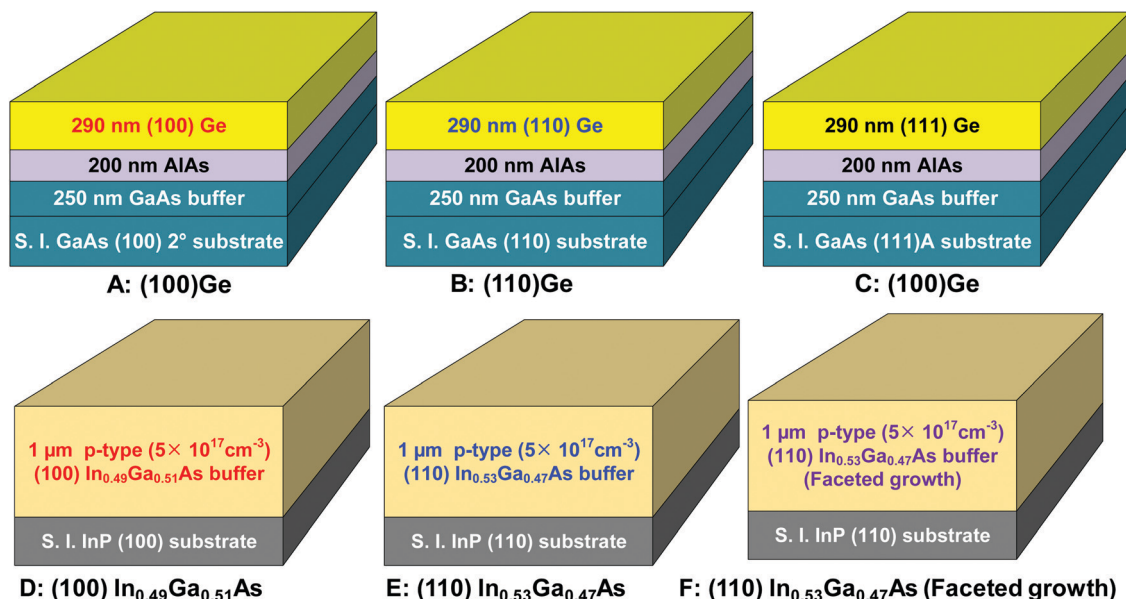 290 nm (100) Ge
200 nm AlAs
250 nm GaAs buffer
S. I. GaAs (100) 2° substrate
A: (100)Ge
290 nm (110) Ge
200 nm AlAs
250 nm GaAs buffer
S. I. GaAs (110) substrate
B: (110)Ge
290 nm (111) Ge
200 nm AlAs
250 nm GaAs buffer
S. I. GaAs (111)A substrate
C: (100)Ge
1 µm p-type (5× 10¹⁷cm⁻³)
(100) In₀.₄₉Ga₀.₅₁As buffer
S. I. InP (100) substrate
D: (100) In₀.₄₉Ga₀.₅₁As
1 µm p-type (5× 10¹⁷cm⁻³)
(110) In₀.₅₃Ga₀.₄₇As buffer
S. I. InP (110) substrate
E: (110) In₀.₅₃Ga₀.₄₇As
1 µm p-type (5× 10¹⁷cm⁻³)
(110) In₀.₅₃Ga₀.₄₇As buffer
(Faceted growth)
S. I. InP (110) substrate
F: (110) In₀.₅₃Ga₀.₄₇As (Faceted growth)